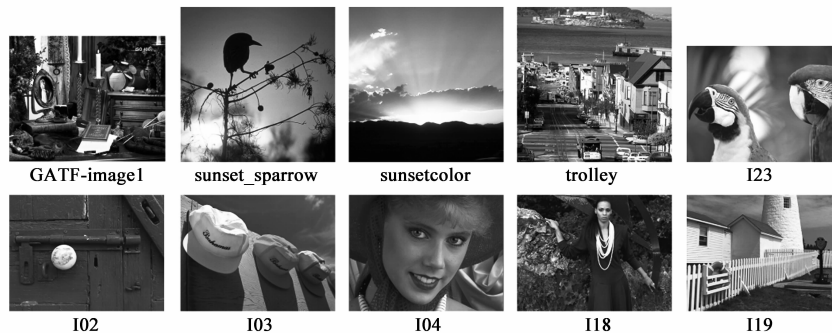 GATF-image1
sunset_sparrow
sunsetcolor
trolley
I23
I02
I03
I04
I18
I19